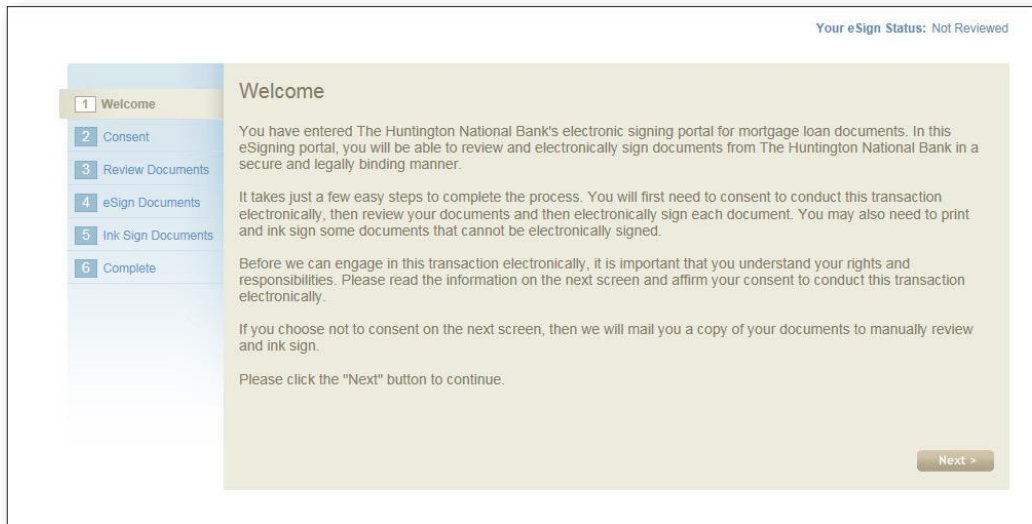 Your eSign Status: Not Reviewed
1 Welcome
2 Consent
3 Review Documents
4 eSign Documents
5 Ink Sign Documents
6 Complete
Welcome
You have entered The Huntington National Bank's electronic signing portal for mortgage loan documents. In this
eSigning portal, you will be able to review and electronically sign documents from The Huntington National Bank in a
secure and legally binding manner.
It takes just a few easy steps to complete the process. You will first need to consent to conduct this transaction
electronically, then review your documents and then electronically sign each document. You may also need to print
and ink sign some documents that cannot be electronically signed.
Before we can engage in this transaction electronically, it is important that you understand your rights and
responsibilities. Please read the information on the next screen and affirm your consent to conduct this transaction
electronically.
If you choose not to consent on the next screen, then we will mail you a copy of your documents to manually review
and ink sign.
Please click the "Next" button to continue.
Next >